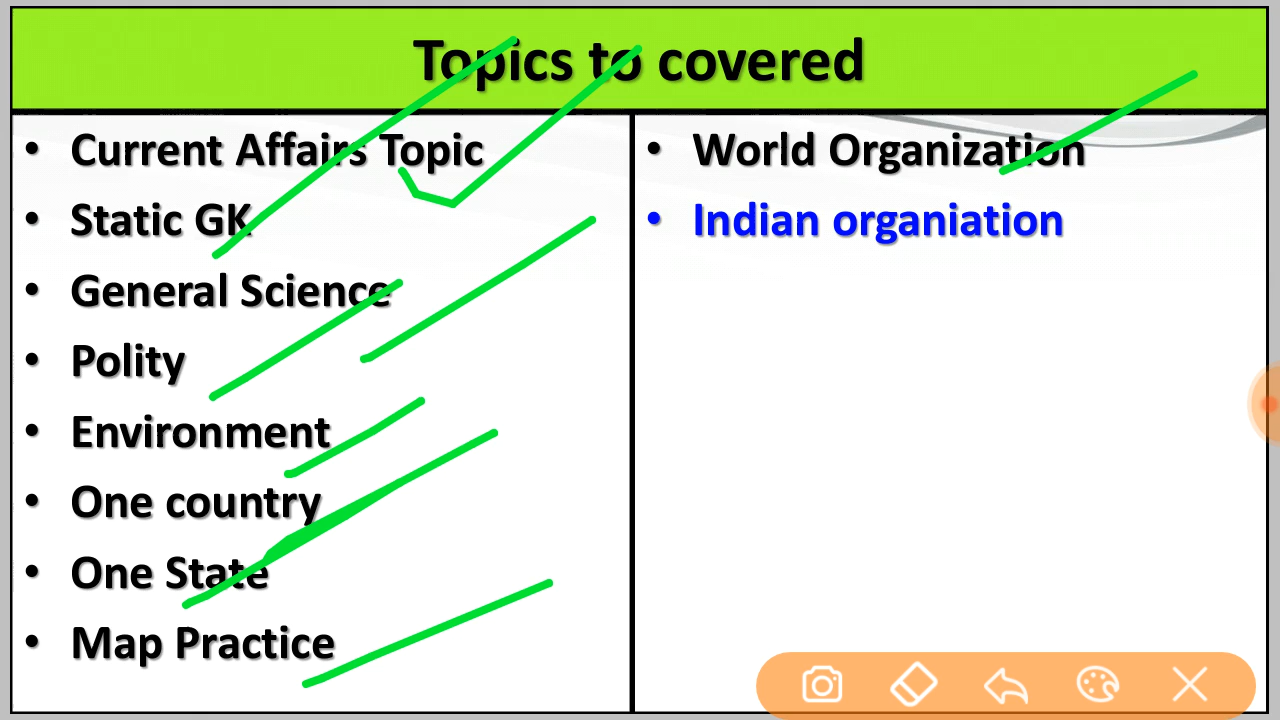 Topics to covered
• Current Affairs Topic
• Static GK
• General Science
• Polity
• Environment
• One country
• One State
• Map Practice
• World Organization
• Indian organiation